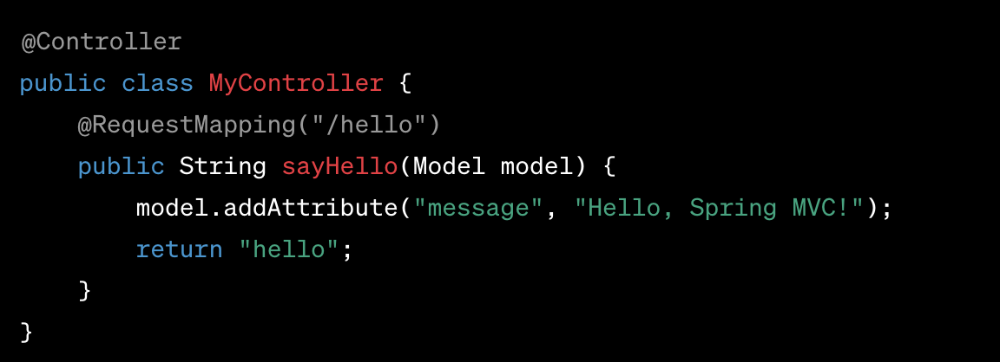 @Controller
public class MyController {
    @RequestMapping("/hello")
    public String sayHello(Model model) {
        model.addAttribute("message", "Hello, Spring MVC!");
        return "hello";
    }
}